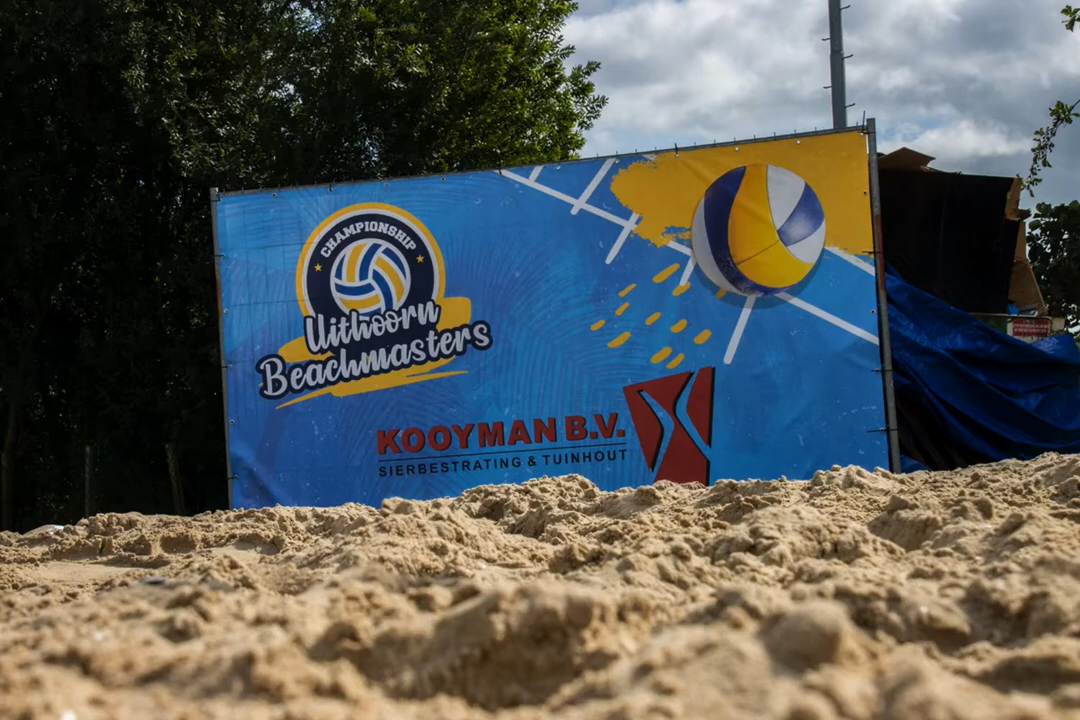 CHAMPIONSHIP
Uithoorn
Beachmasters
KOOYMAN B.V.
SIERBESTRATING & TUINHOUT